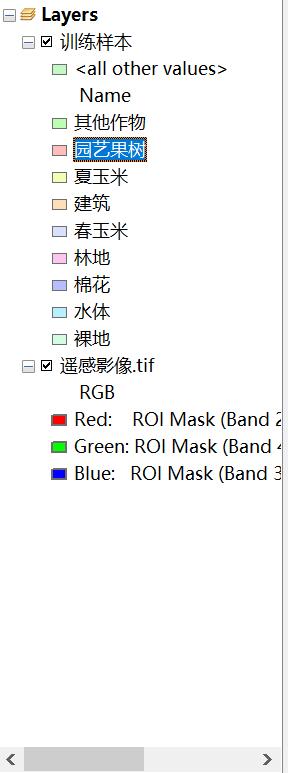 Layers
训练样本
<all other values>
Name
其他作物
园艺果树
夏玉米
建筑
春玉米
林地
棉花
水体
裸地
遥感影像.tif
RGB
Red: ROI Mask (Band 2
Green: ROI Mask (Band 4
Blue: ROI Mask (Band 3